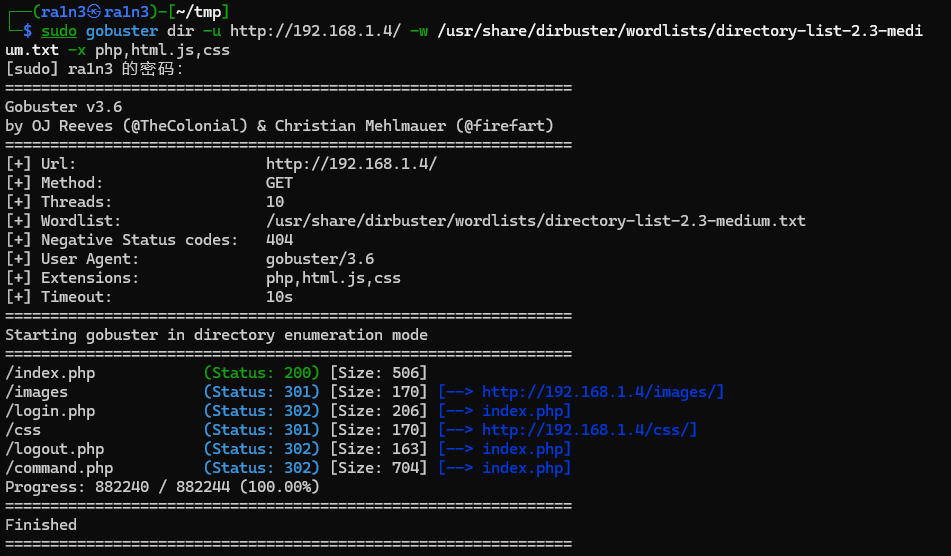 ┌──(ra1n3㉿ra1n3)-[~/tmp]
└─$ sudo gobuster dir -u http://192.168.1.4/ -w /usr/share/dirbuster/wordlists/directory-list-2.3-medi
um.txt -x php,html.js,css
[sudo] ra1n3 的密码：
===============================================================
Gobuster v3.6
by OJ Reeves (@TheColonial) & Christian Mehlmauer (@firefart)
===============================================================
[+] Url:                     http://192.168.1.4/
[+] Method:                  GET
[+] Threads:                 10
[+] Wordlist:                /usr/share/dirbuster/wordlists/directory-list-2.3-medium.txt
[+] Negative Status codes:   404
[+] User Agent:              gobuster/3.6
[+] Extensions:              php,html.js,css
[+] Timeout:                 10s
===============================================================
Starting gobuster in directory enumeration mode
===============================================================
/index.php            (Status: 200) [Size: 506]
/images               (Status: 301) [Size: 170] [--> http://192.168.1.4/images/]
/login.php            (Status: 302) [Size: 206] [--> index.php]
/css                  (Status: 301) [Size: 170] [--> http://192.168.1.4/css/]
/logout.php           (Status: 302) [Size: 163] [--> index.php]
/command.php          (Status: 302) [Size: 704] [--> index.php]
Progress: 882240 / 882244 (100.00%)
===============================================================
Finished
===============================================================